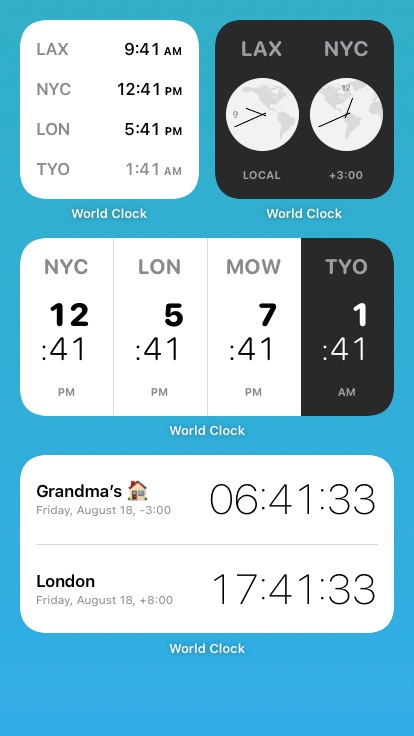 LAX 9:41 AM
NYC 12:41 PM
LON 5:41 PM
TYO 1:41 AM
World Clock
LAX NYC
9 12
LOCAL +3:00
World Clock
NYC LON MOW TYO
12 5 7 1
:41 :41 :41 :41
PM PM PM AM
World Clock
Grandma's 🏠 06:41:33
Friday, August 18, -3:00
London 17:41:33
Friday, August 18, +8:00
World Clock